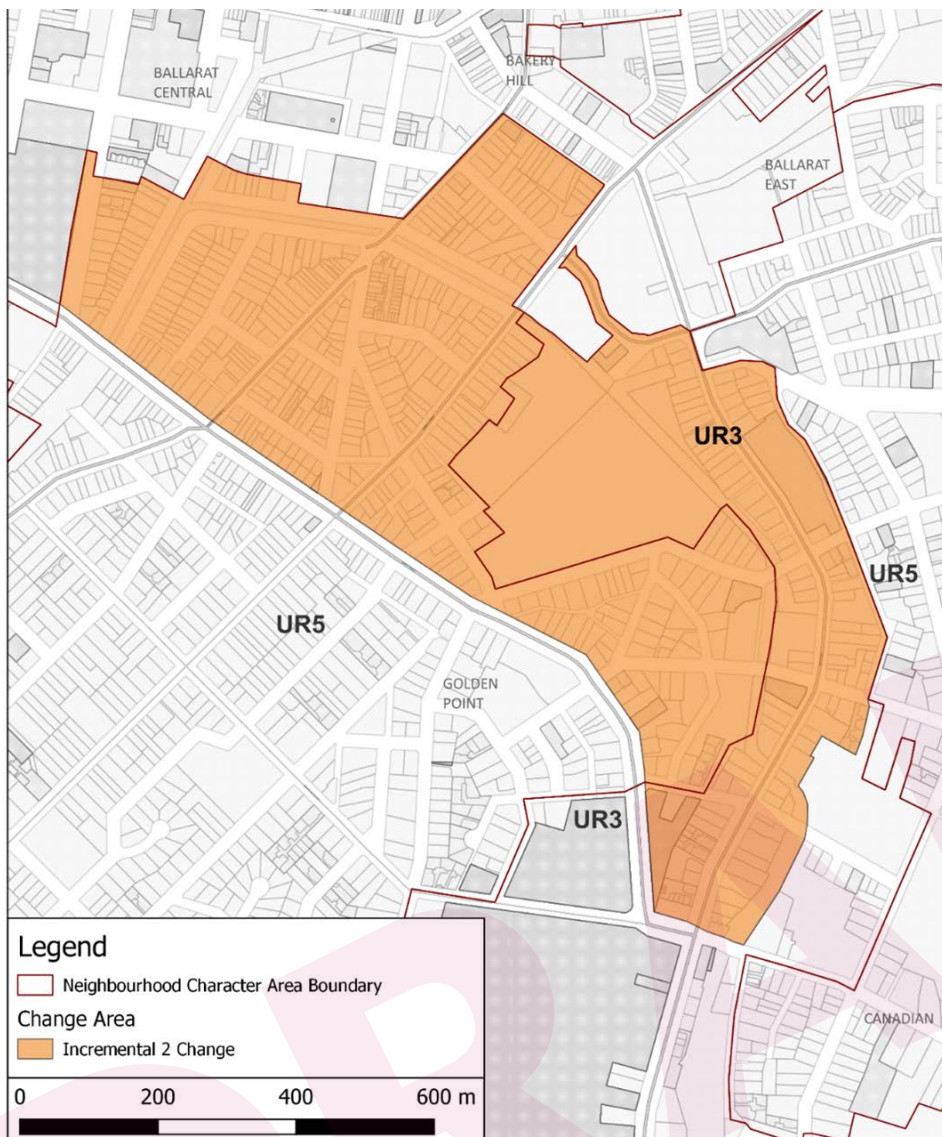 BALLARAT
CENTRAL
BAKERY
HILL
BALLARAT
EAST
UR3
UR5
UR5
GOLDEN
POINT
UR3
CANADIAN
Legend
Neighbourhood Character Area Boundary
Change Area
Incremental 2 Change
0 200 400 600 m